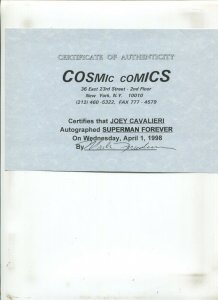 CERTIFICATE OF AUTHENTICITY
COSMIC COMICS
36 East 23rd Street - 2nd Floor
New York, N.Y. 10010
(212) 460-5322, FAX 777-4579
Certifies that JOEY CAVALIERI
Autographed SUPERMAN FOREVER
On Wednesday, April 1, 1998
By